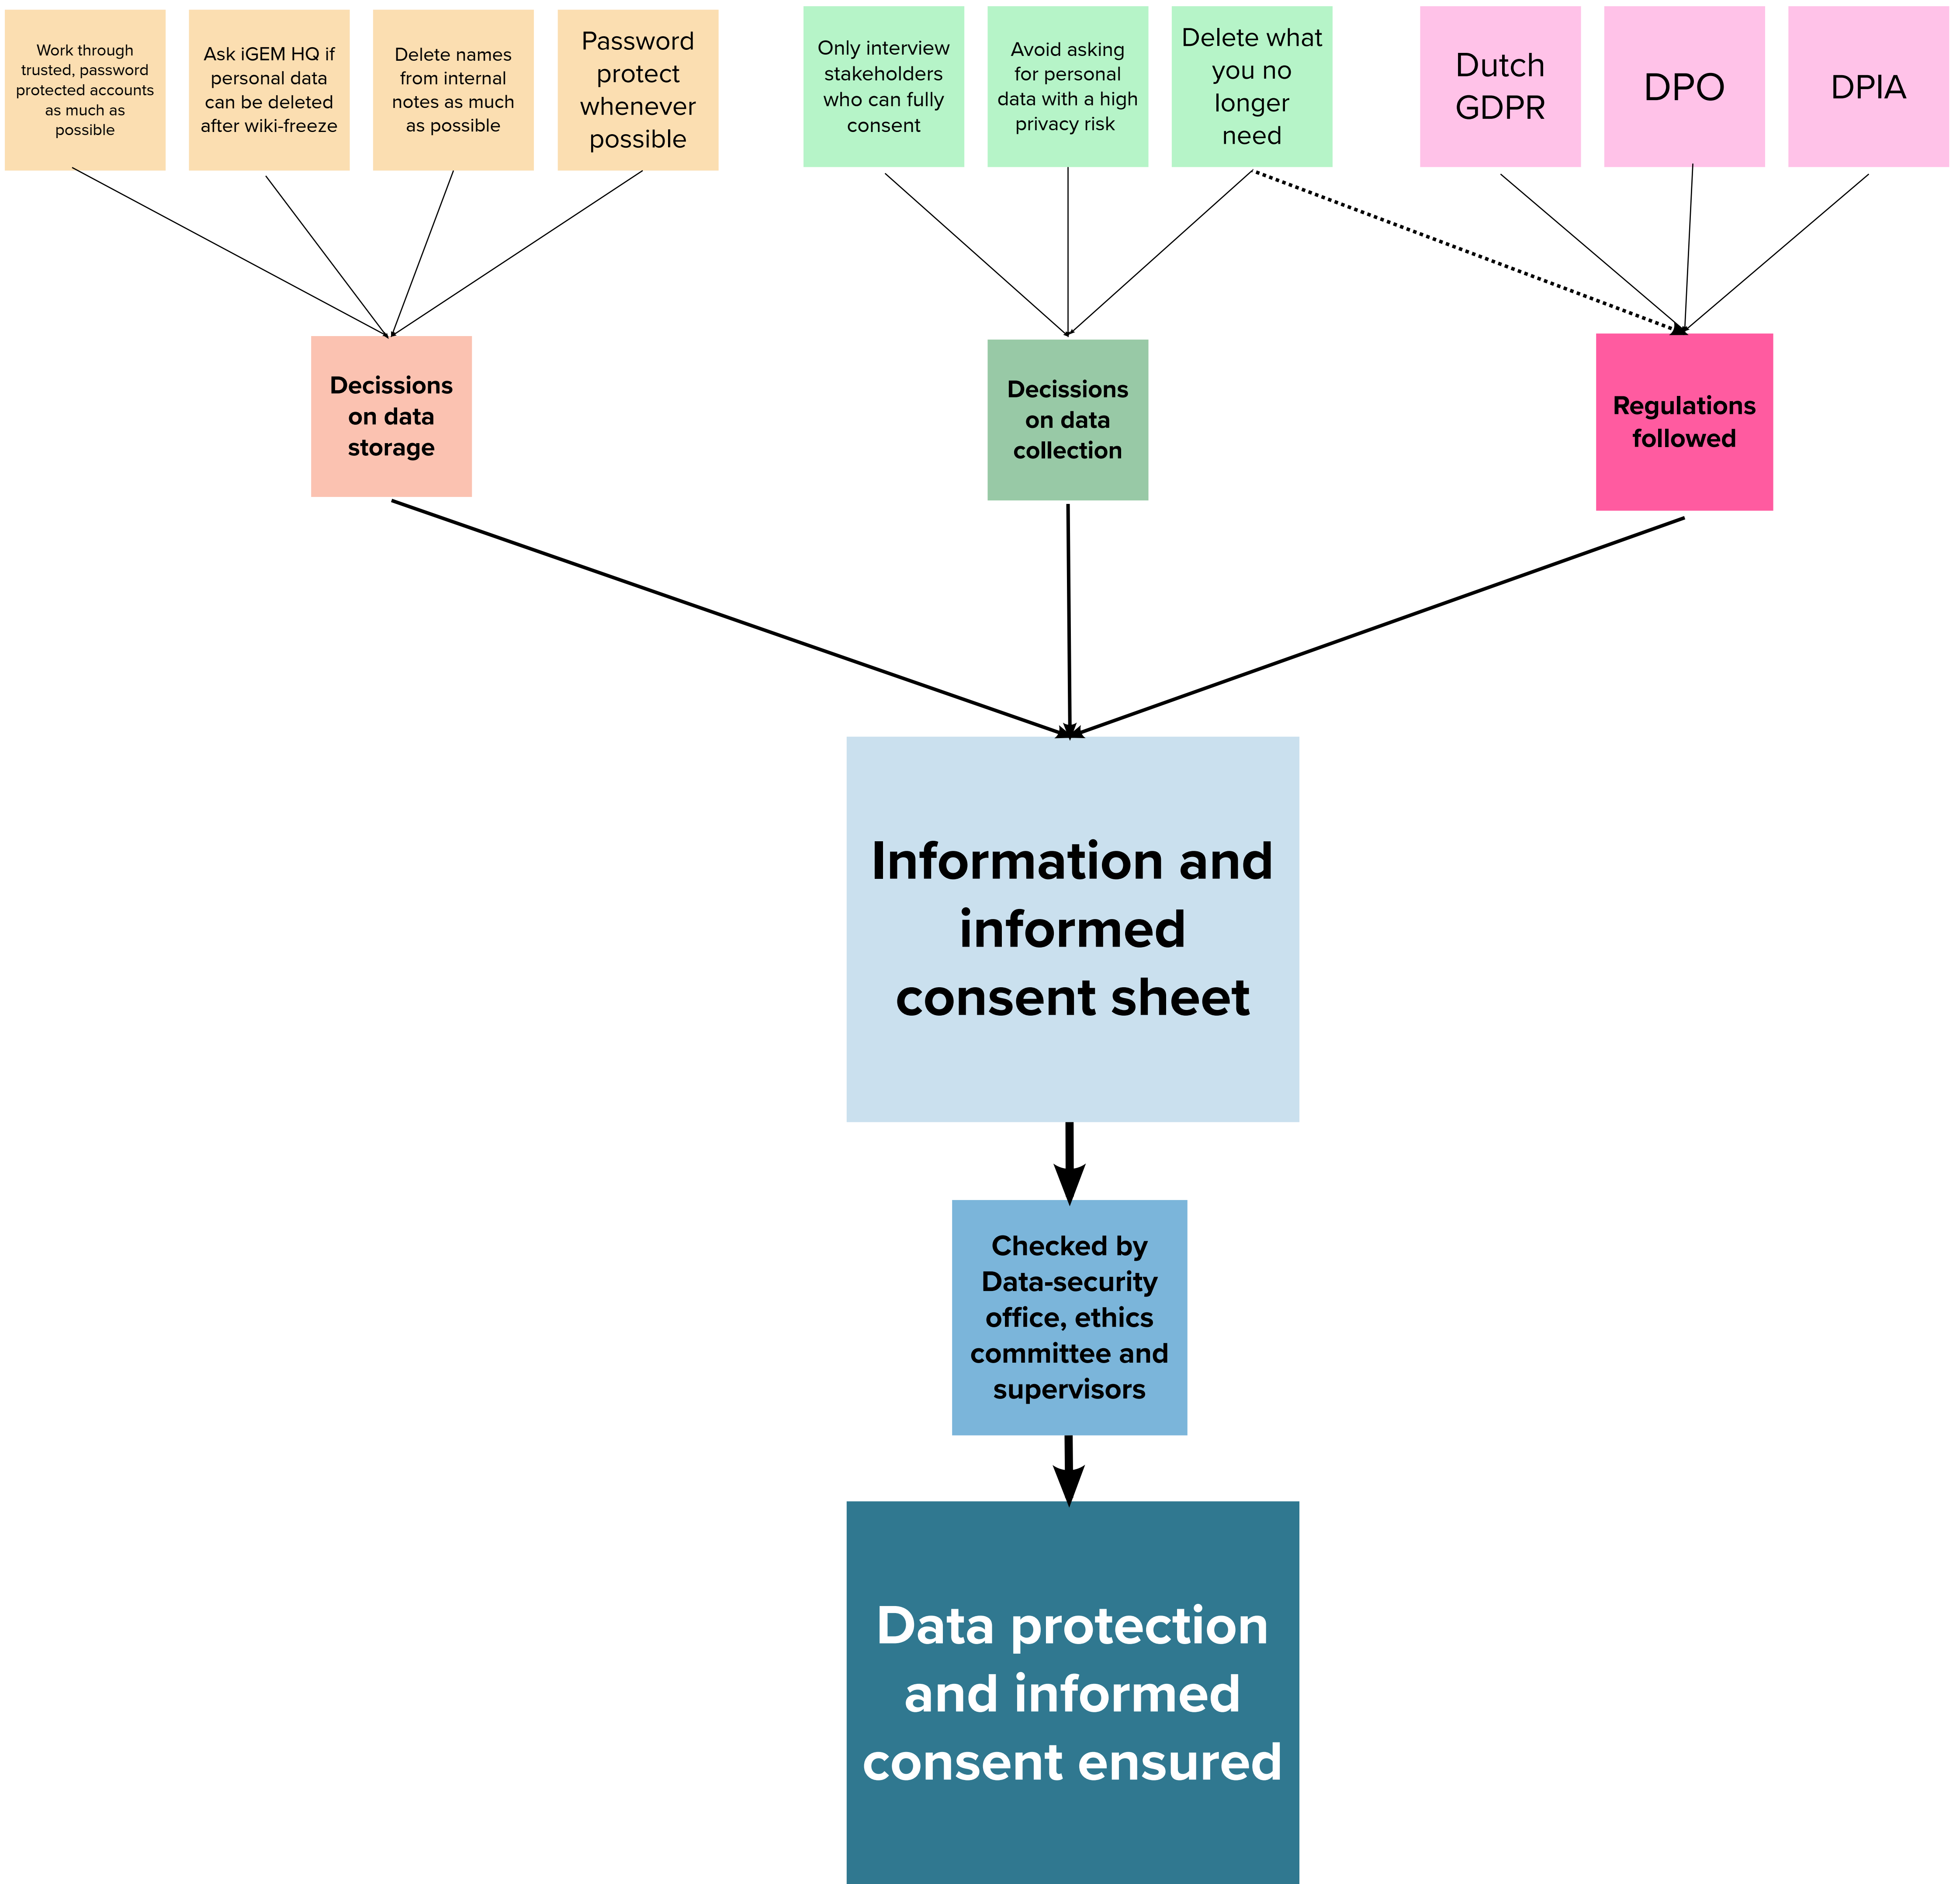 Work through
trusted, password
protected accounts
as much as
possible
Ask iGEM HQ if
personal data
can be deleted
after wiki-freeze
Delete names
from internal
notes as much
as possible
Password
protect
whenever
possible
Only interview
stakeholders
who can fully
consent
Avoid asking
for personal
data with a high
privacy risk
Delete what
you no
longer
need
Dutch
GDPR
DPO
DPIA
Decissions
on data
storage
Decissions
on data
collection
Regulations
followed
Information and
informed
consent sheet
Checked by
Data-security
office, ethics
committee and
supervisors
Data protection
and informed
consent ensured